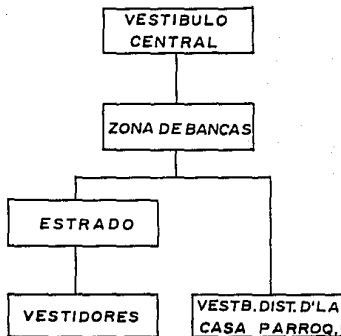 VESTIBULO
CENTRAL
ZONA DE BANCAS
ESTRADO
VESTIDORES
VESTB. DIST. D'LA
CASA PARROQ.